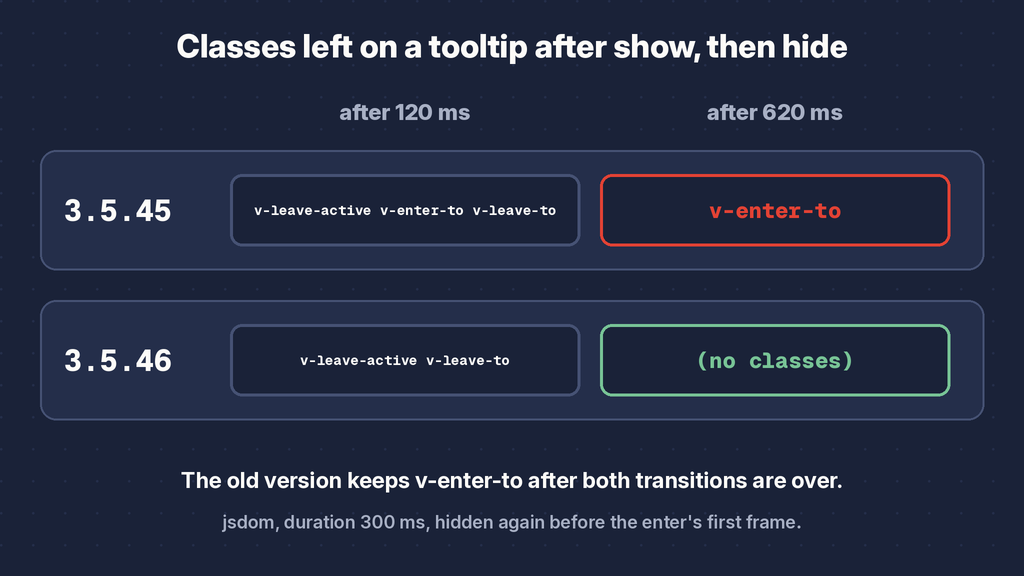 Classes left on a tooltip after show, then hide
after 120 ms
after 620 ms
3.5.45
v-leave-active v-enter-to v-leave-to
v-enter-to
3.5.46
v-leave-active v-leave-to
(no classes)
The old version keeps v-enter-to after both transitions are over.
jsdom, duration 300 ms, hidden again before the enter's first frame.